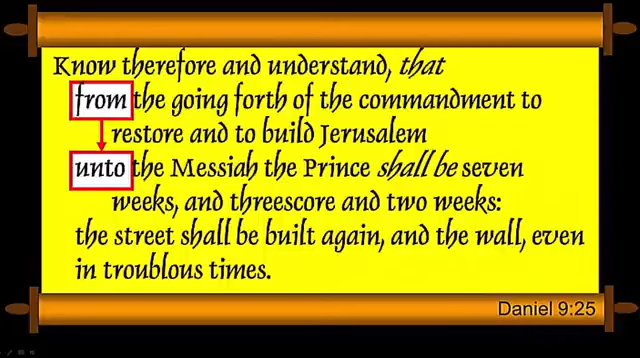 Know therefore and understand, that
from the going forth of the commandment to
restore and to build Jerusalem
unto the Messiah the Prince shall be seven
weeks, and threescore and two weeks:
the street shall be built again, and the wall, even
in troublous times.
Daniel 9:25